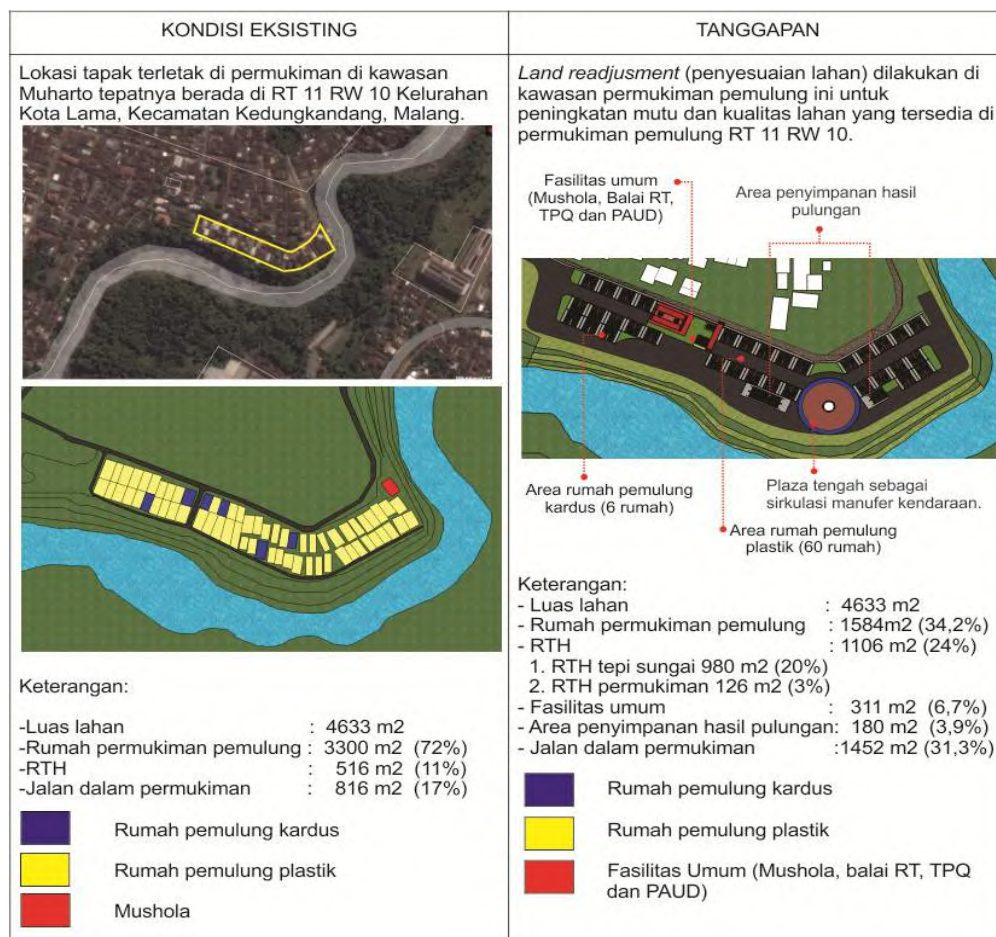 KONDISI EKSISTING
Lokasi tapak terletak di permukiman di kawasan
Muharto tepatnya berada di RT 11 RW 10 Kelurahan
Kota Lama, Kecamatan Kedungkandang, Malang.
Keterangan:
-Luas lahan : 4633 m2
-Rumah permukiman pemulung : 3300 m2 (72%)
-RTH : 516 m2 (11%)
-Jalan dalam permukiman : 816 m2 (17%)
Rumah pemulung kardus
Rumah pemulung plastik
Mushola
TANGGAPAN
Land readjusment (penyesuaian lahan) dilakukan di
kawasan permukiman pemulung ini untuk
peningkatan mutu dan kualitas lahan yang tersedia di
permukiman pemulung RT 11 RW 10.
Fasilitas umum
(Mushola, Balai RT,
TPQ dan PAUD)
Area penyimpanan hasil
pulungan
Area rumah pemulung
kardus (6 rumah)
Plaza tengah sebagai
sirkulasi manufer kendaraan.
Area rumah pemulung
plastik (60 rumah)
Keterangan:
- Luas lahan : 4633 m2
- Rumah permukiman pemulung : 1584m2 (34,2%)
- RTH : 1106 m2 (24%)
1. RTH tepi sungai 980 m2 (20%)
2. RTH permukiman 126 m2 (3%)
- Fasilitas umum : 311 m2 (6,7%)
- Area penyimpanan hasil pulungan: 180 m2 (3,9%)
- Jalan dalam permukiman :1452 m2 (31,3%)
Rumah pemulung kardus
Rumah pemulung plastik
Fasilitas Umum (Mushola, balai RT, TPQ
dan PAUD)